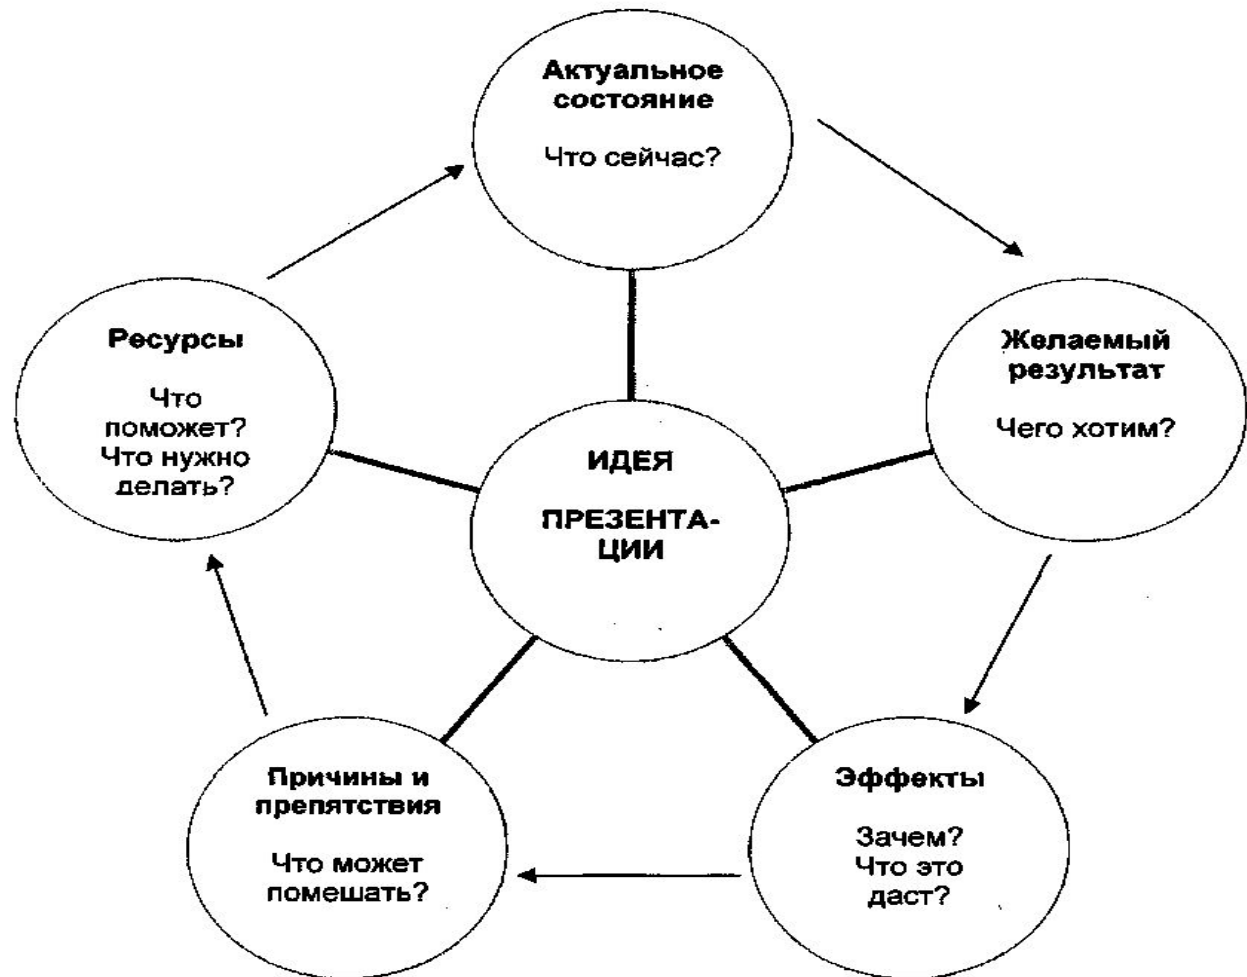 Актуальное
состояние
Что сейчас?
Желаемый
результат
Чего хотим?
Эффекты
Зачем?
Что это
даст?
Причины и
препятствия
Что может
помешать?
Ресурсы
Что
поможет?
Что нужно
делать?
ИДЕЯ
ПРЕЗЕНТА-
ЦИИ